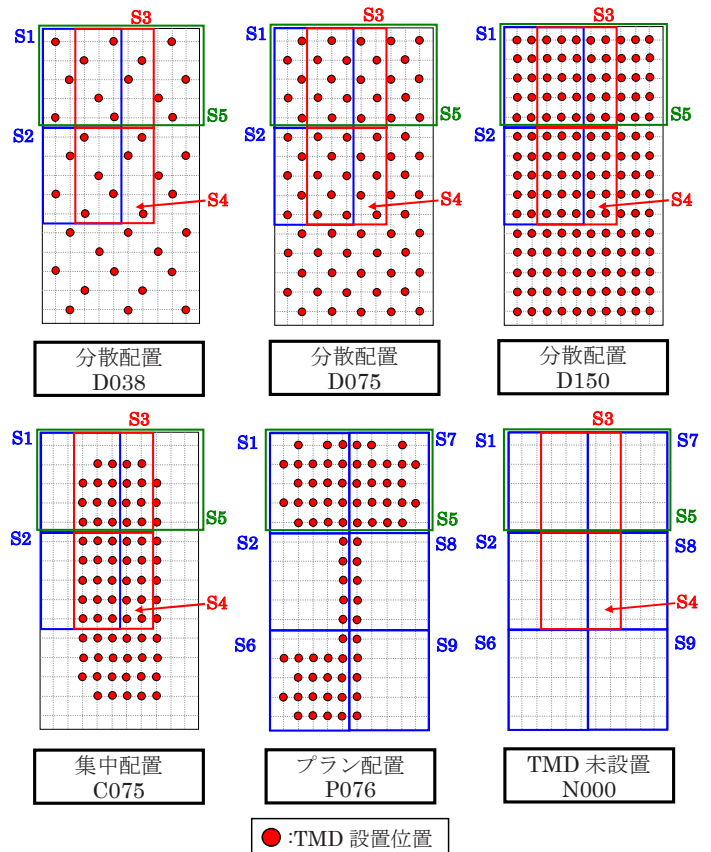 S3
S1
S5
S2
S4
分散配置
D038
S3
S1
S5
S2
S4
分散配置
D075
S3
S1
S5
S2
S4
分散配置
D150
S3
S1
S5
S2
S4
集中配置
C075
S1
S7
S5
S2
S8
S6
S9
プラン配置
P076
S3
S1
S7
S5
S2
S8
S4
S6
S9
TMD 未設置
N000
:TMD 設置位置